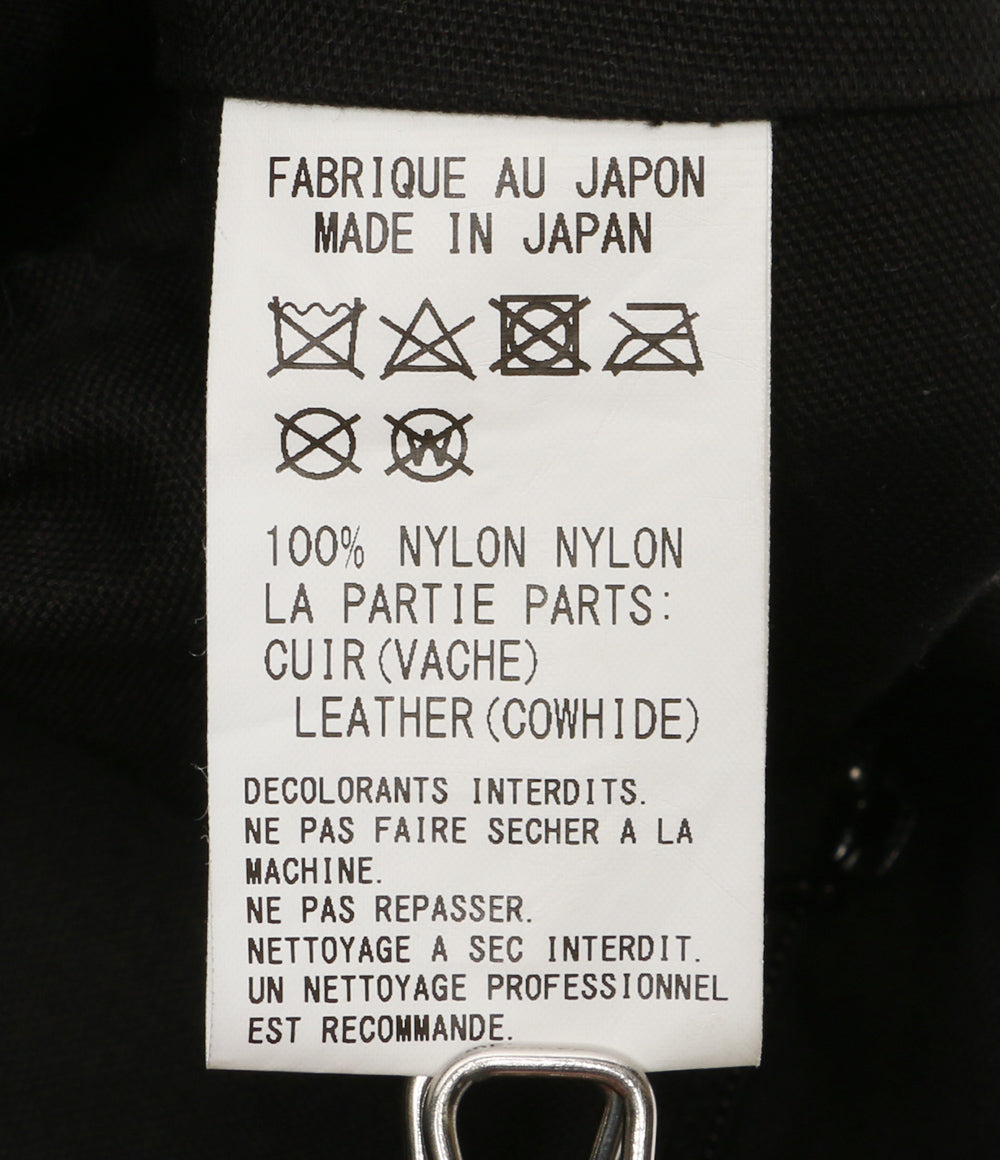 FABRIQUE AU JAPON
MADE IN JAPAN
W
100% NYLON NYLON
LA PARTIE PARTS:
CUIR(VACHE)
LEATHER(COWHIDE)
DECOLORANTS INTERDITS.
NE PAS FAIRE SECHER A LA
MACHINE.
NE PAS REPASSER.
NETTOYAGE A SEC INTERDIT.
UN NETTOYAGE PROFESSIONNEL
EST RECOMMANDE.